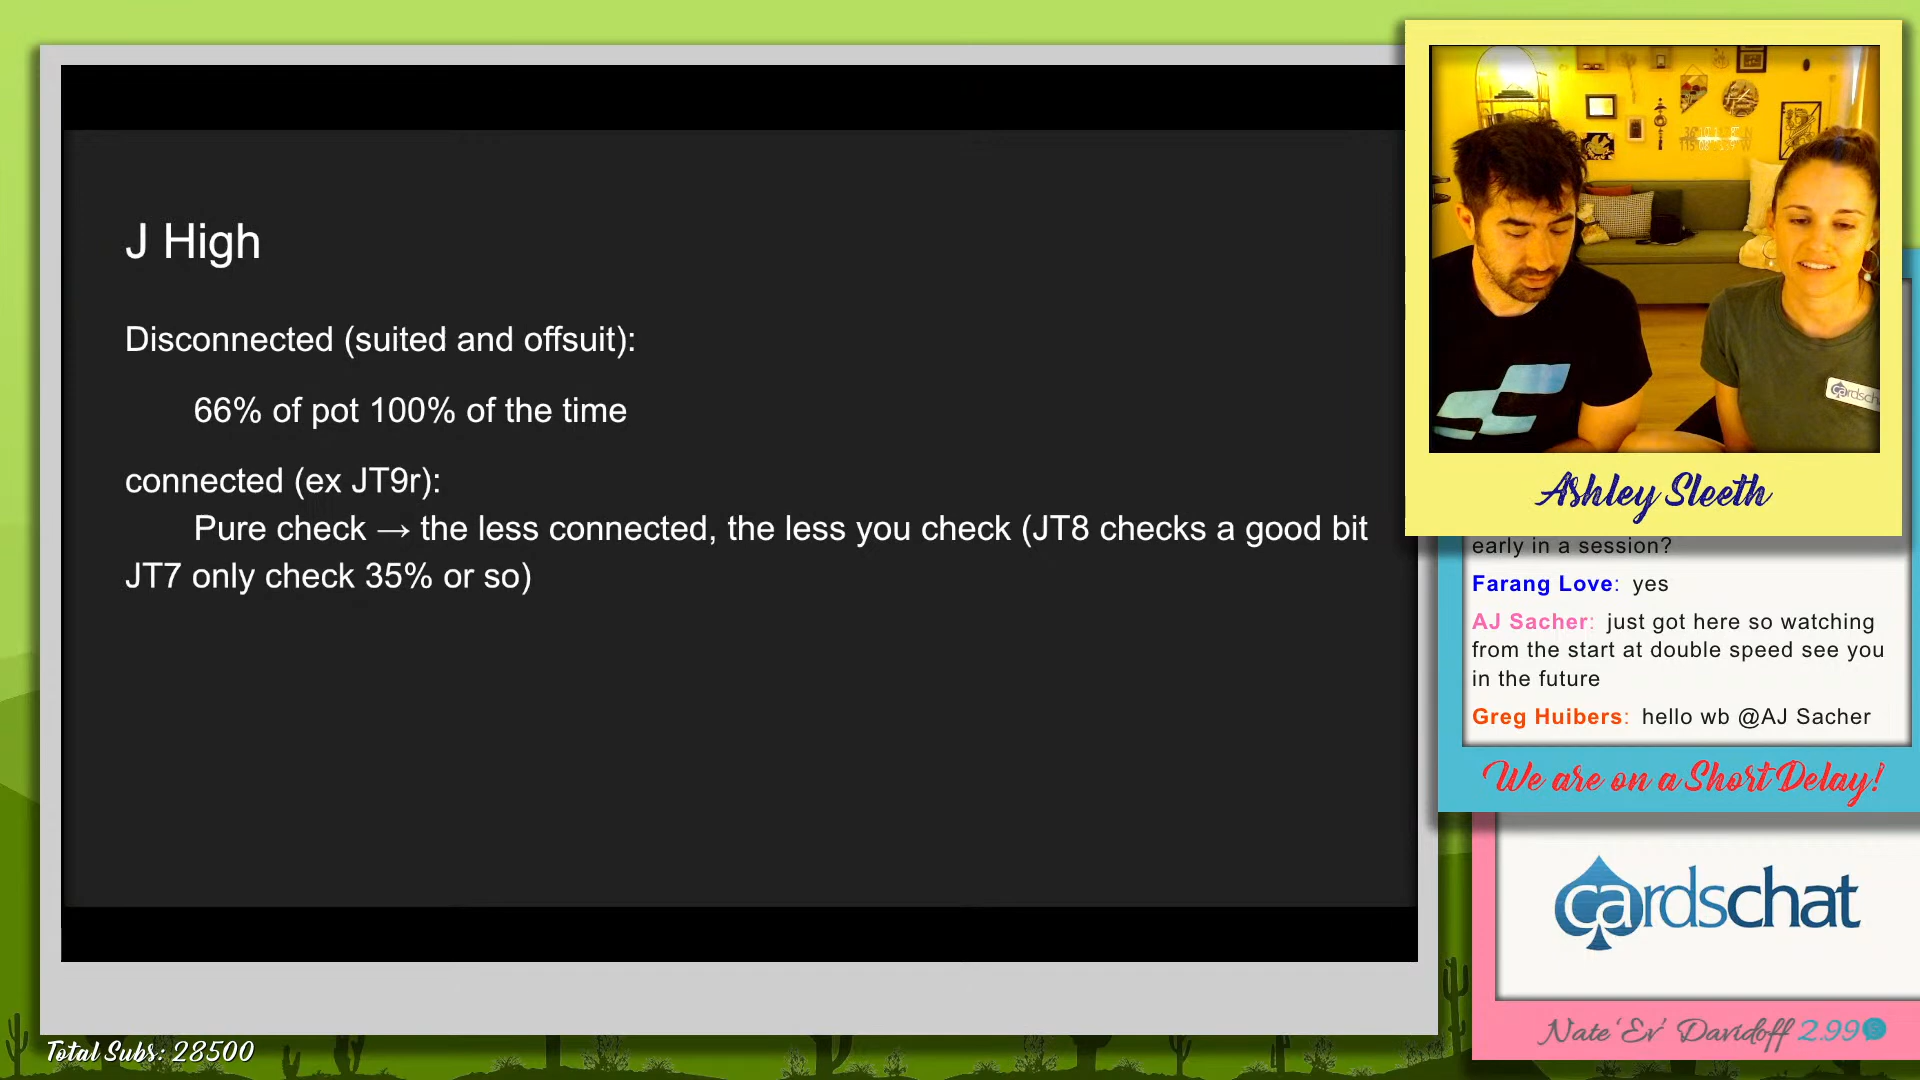 J High
Disconnected (suited and offsuit):
66% of pot 100% of the time
connected (ex JT9r):
Pure check → the less connected, the less you check (JT8 checks a good bit
JT7 only check 35% or so)
Ashley Sleeth
early in a session?
Farang Love: yes
AJ Sacher: just got here so watching
from the start at double speed see you
in the future
Greg Huibers: hello wb @AJ Sacher
We are on a Short Delay!
cardschat
Nate 'Ev' Davidoff 2.99
Total Subs: 28500